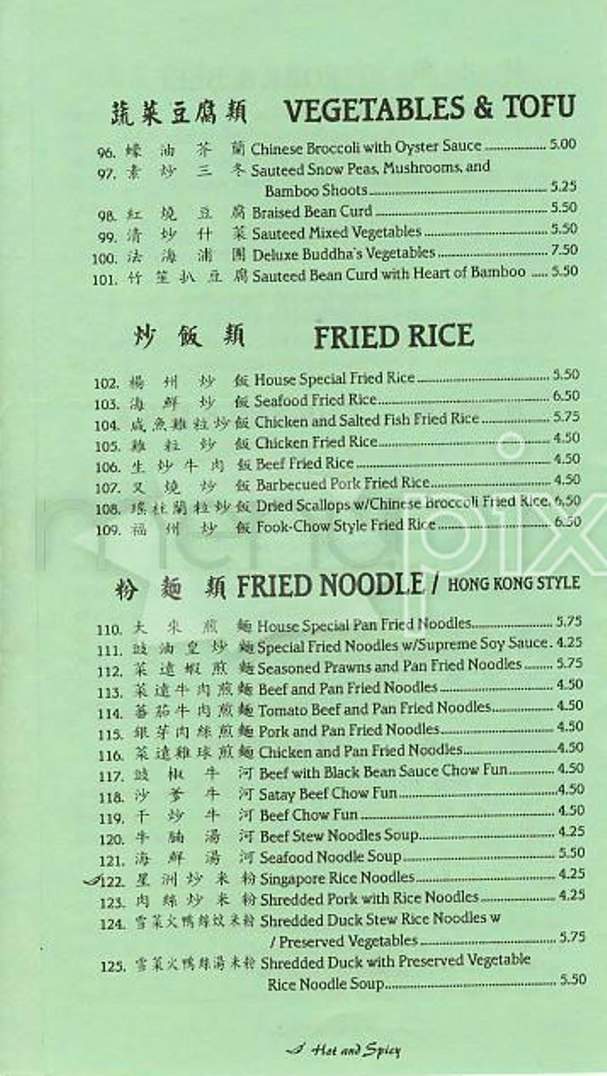 蔬菜豆腐類 VEGETABLES & TOFU
96. 蠔油芥蘭 Chinese Broccoli with Oyster Sauce 5.00
97. 素炒三冬 Sauteed Snow Peas, Mushrooms, and
Bamboo Shoots 5.25
98. 紅燒豆腐 Braised Bean Curd 5.50
99. 清炒什菜 Sauteed Mixed Vegetables 5.50
100. 法海浦團 Deluxe Buddha's Vegetables 7.50
101. 竹笙扒豆腐 Sauteed Bean Curd with Heart of Bamboo 5.50
炒飯類 FRIED RICE
102. 楊州炒飯 House Special Fried Rice 5.50
103. 海鮮炒飯 Seafood Fried Rice 6.50
104. 咸魚雞粒炒飯 Chicken and Salted Fish Fried Rice 5.75
105. 雞粒炒飯 Chicken Fried Rice 4.50
106. 生炒牛肉飯 Beef Fried Rice 4.50
107. 叉燒炒飯 Barbecued Pork Fried Rice 4.50
108. 瑤柱蘭粒炒飯 Dried Scallops w/Chinese Broccoli Fried Rice. 6.50
109. 福州炒飯 Fook-Chow Style Fried Rice 6.50
menupix
粉麵類 FRIED NOODLE / HONG KONG STYLE
110. 大來煎麵 House Special Pan Fried Noodles 5.75
111. 豉油皇炒麵 Special Fried Noodles w/Supreme Soy Sauce. 4.25
112. 菜遠蝦煎麵 Seasoned Prawns and Pan Fried Noodles 5.75
113. 菜遠牛肉煎麵 Beef and Pan Fried Noodles 4.50
114. 蕃茄牛肉煎麵 Tomato Beef and Pan Fried Noodles 4.50
115. 銀芽肉絲煎麵 Pork and Pan Fried Noodles 4.50
116. 菜遠雞球煎麵 Chicken and Pan Fried Noodles 4.50
117. 豉椒牛河 Beef with Black Bean Sauce Chow Fun 4.50
118. 沙爹牛河 Satay Beef Chow Fun 4.50
119. 干炒牛河 Beef Chow Fun 4.50
120. 牛腩湯河 Beef Stew Noodles Soup 4.25
121. 海鮮湯河 Seafood Noodle Soup 5.50
122. 星洲炒米粉 Singapore Rice Noodles 4.25
123. 肉絲炒米粉 Shredded Pork with Rice Noodles 4.25
124. 雪菜火鴨絲炆米粉 Shredded Duck Stew Rice Noodles w
/ Preserved Vegetables 5.75
125. 雪菜火鴨絲湯米粉 Shredded Duck with Preserved Vegetable
Rice Noodle Soup 5.50
Hot and Spicy